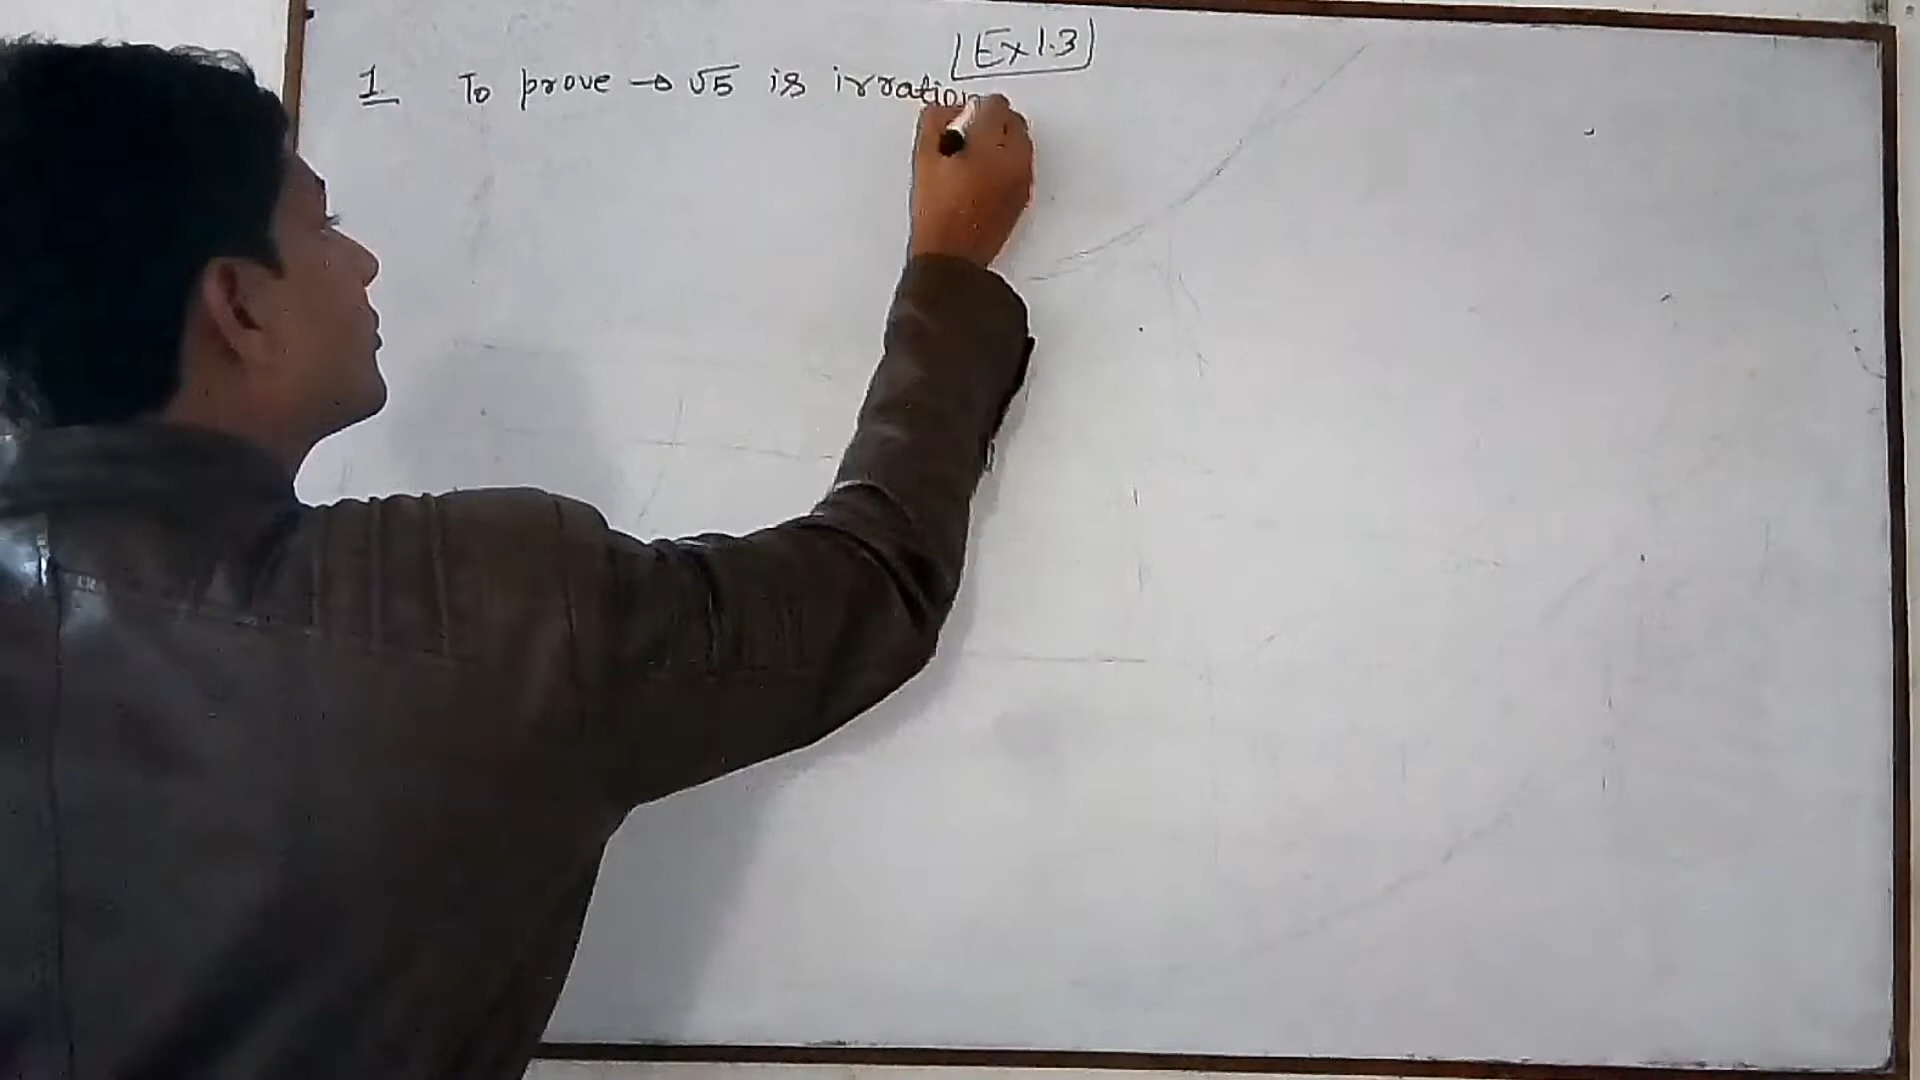 Ex 1.3
1 To prove → √5 is irration